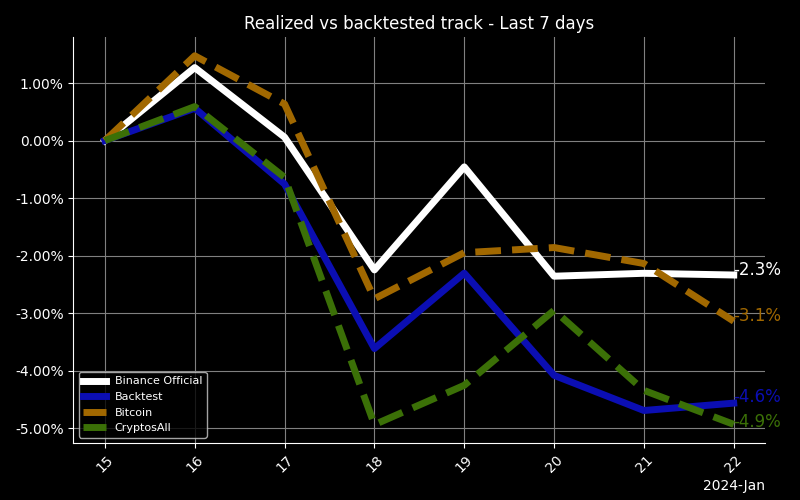 Realized vs backtested track - Last 7 days
1.00%
0.00%
-1.00%
-2.00%
-3.00%
-4.00%
-5.00%
-2.3%
-3.1%
-4.6%
-4.9%
Binance Official
Backtest
Bitcoin
CryptosAll
15 16 17 18 19 20 21 22
2024-Jan